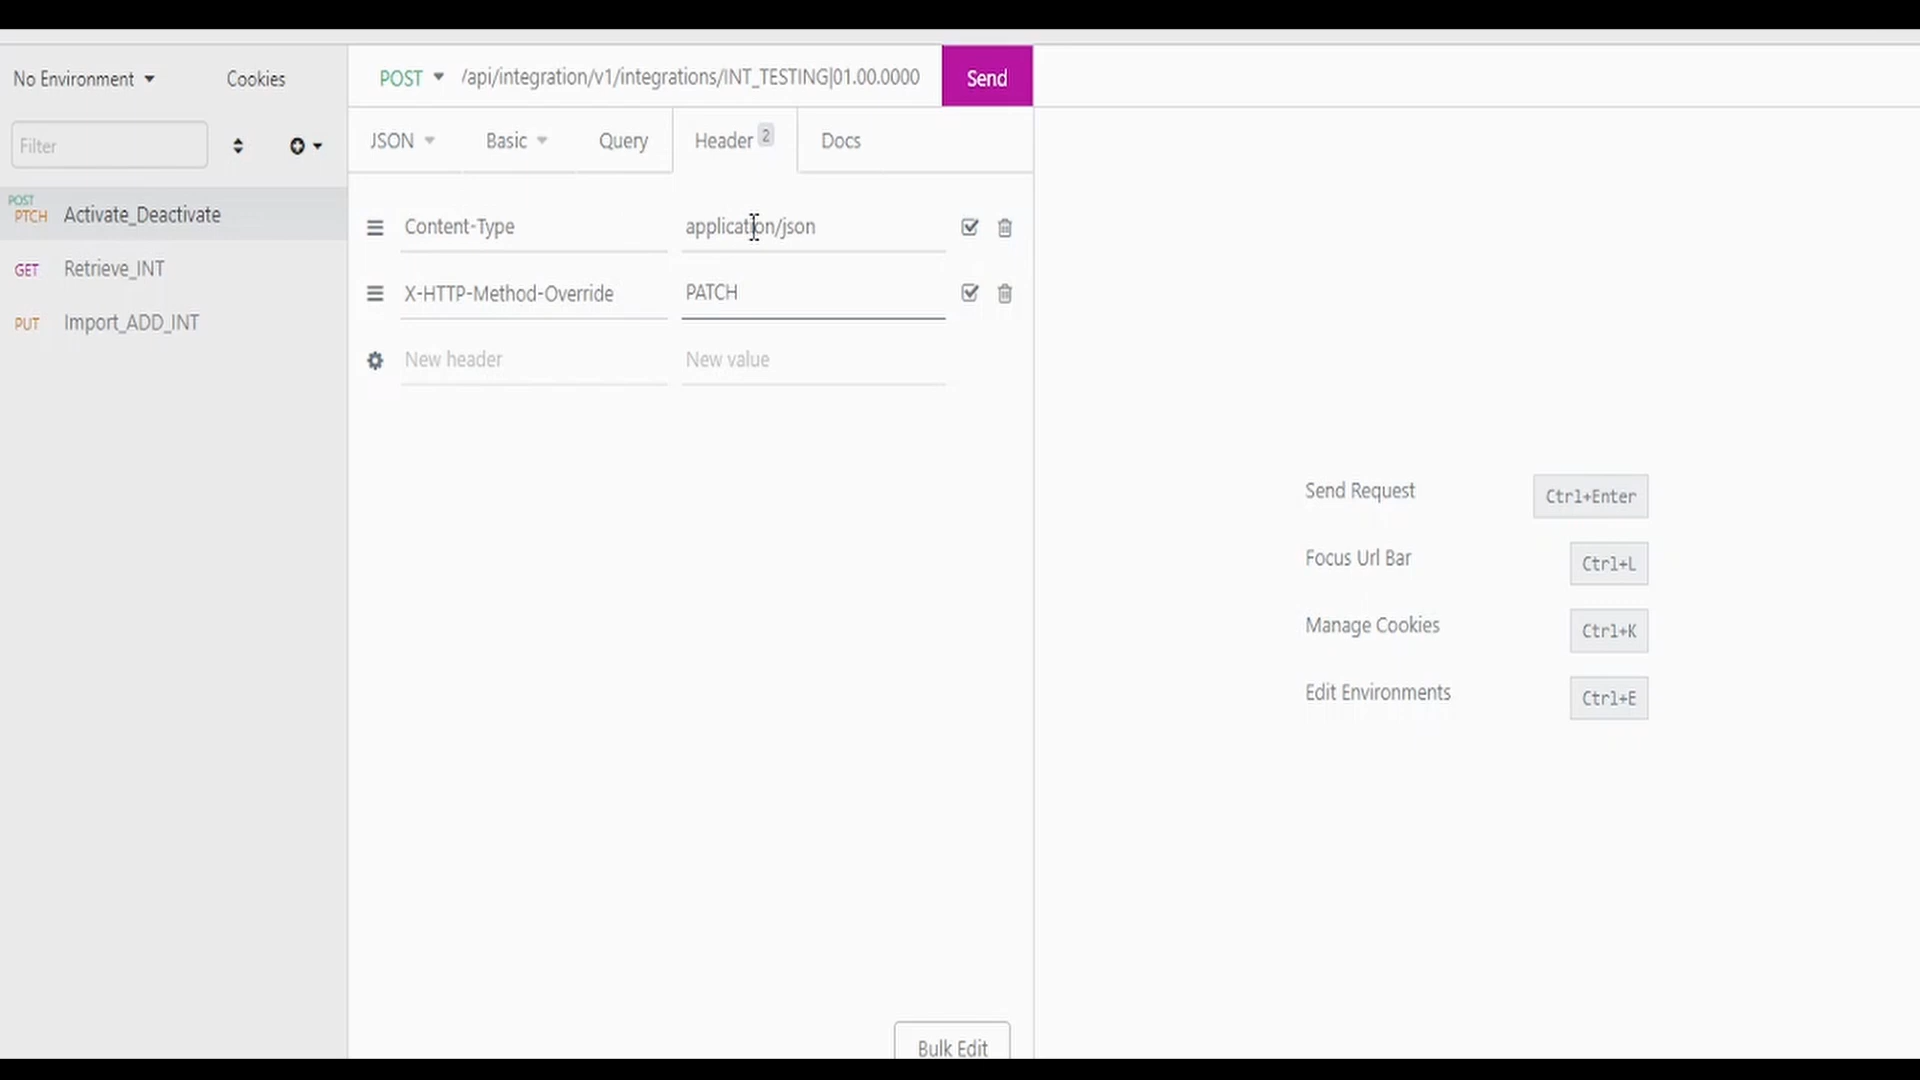 No Environment
Cookies
POST
/api/integration/v1/integrations/INT_TESTING|01.00.0000
Send
Filter
JSON
Basic
Query
Header 2
Docs
POST
PTCH Activate_Deactivate
GET Retrieve_INT
PUT Import_ADD_INT
Content-Type
application/json
X-HTTP-Method-Override
PATCH
New header
New value
Send Request
Ctrl+Enter
Focus Url Bar
Ctrl+L
Manage Cookies
Ctrl+K
Edit Environments
Ctrl+E
Bulk Edit